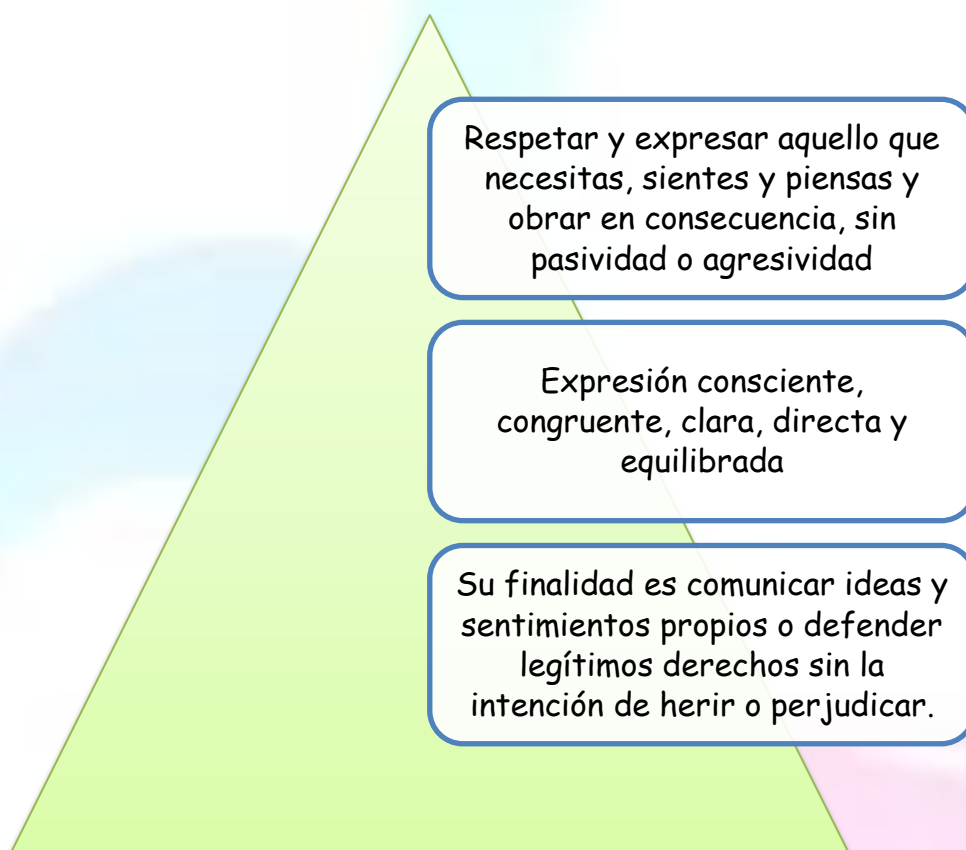 Respetar y expresar aquello que
necesitas, sientes y piensas y
obrar en consecuencia, sin
pasividad o agresividad
Expresión consciente,
congruente, clara, directa y
equilibrada
Su finalidad es comunicar ideas y
sentimientos propios o defender
legítimos derechos sin la
intención de herir o perjudicar.